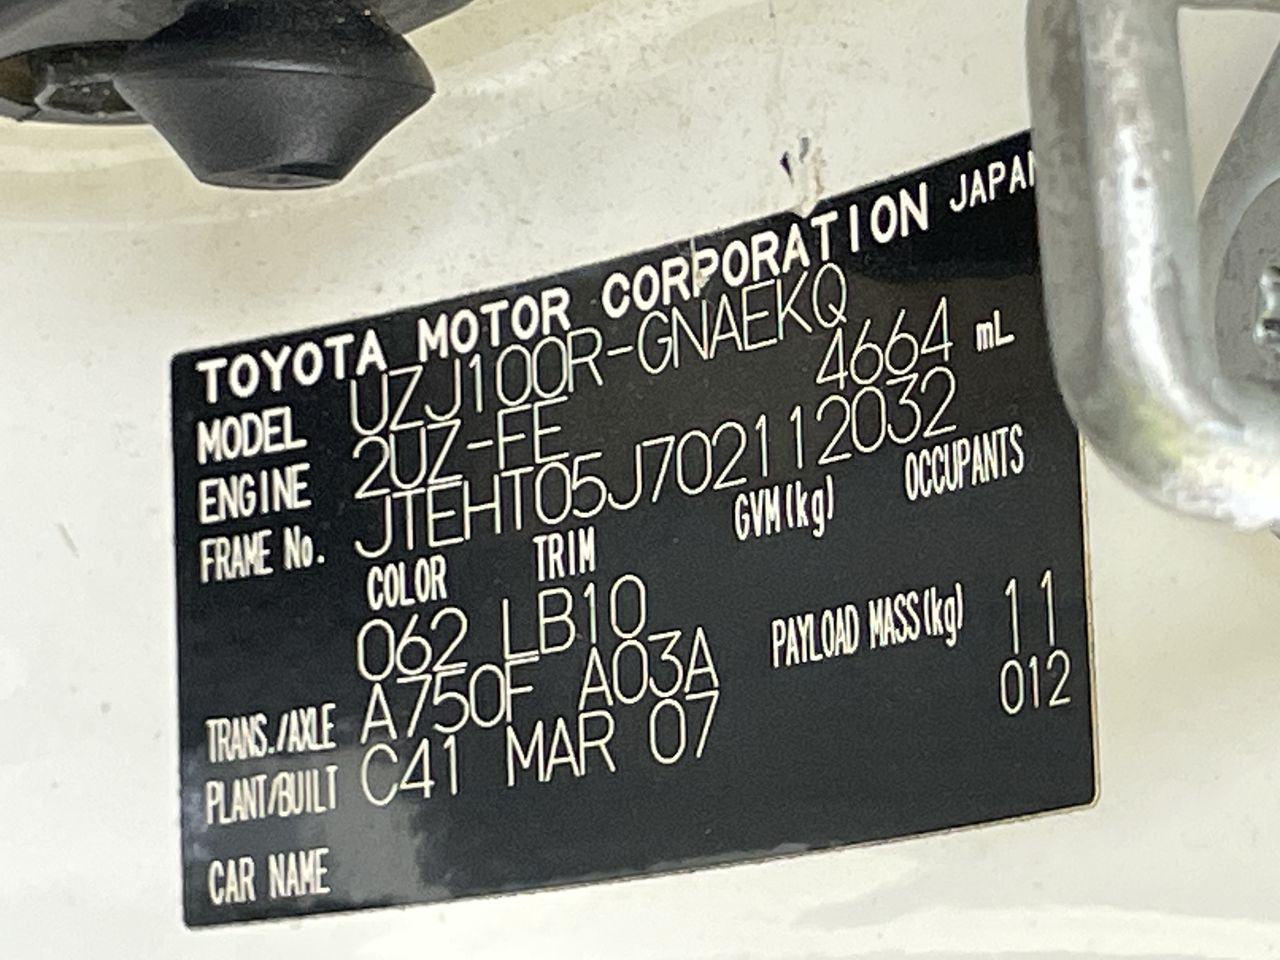 TOYOTA MOTOR CORPORATION JAPAN
MODEL UZJ100R-GNAEKQ
ENGINE 2UZ-FE 4664 mL
FRAME No. JTEHT05J702112032
COLOR TRIM GVM(kg) OCCUPANTS
062 LB10
TRANS./AXLE A750F A03A PAYLOAD MASS(kg) 11
PLANT/BUILT C41 MAR 07 012
CAR NAME